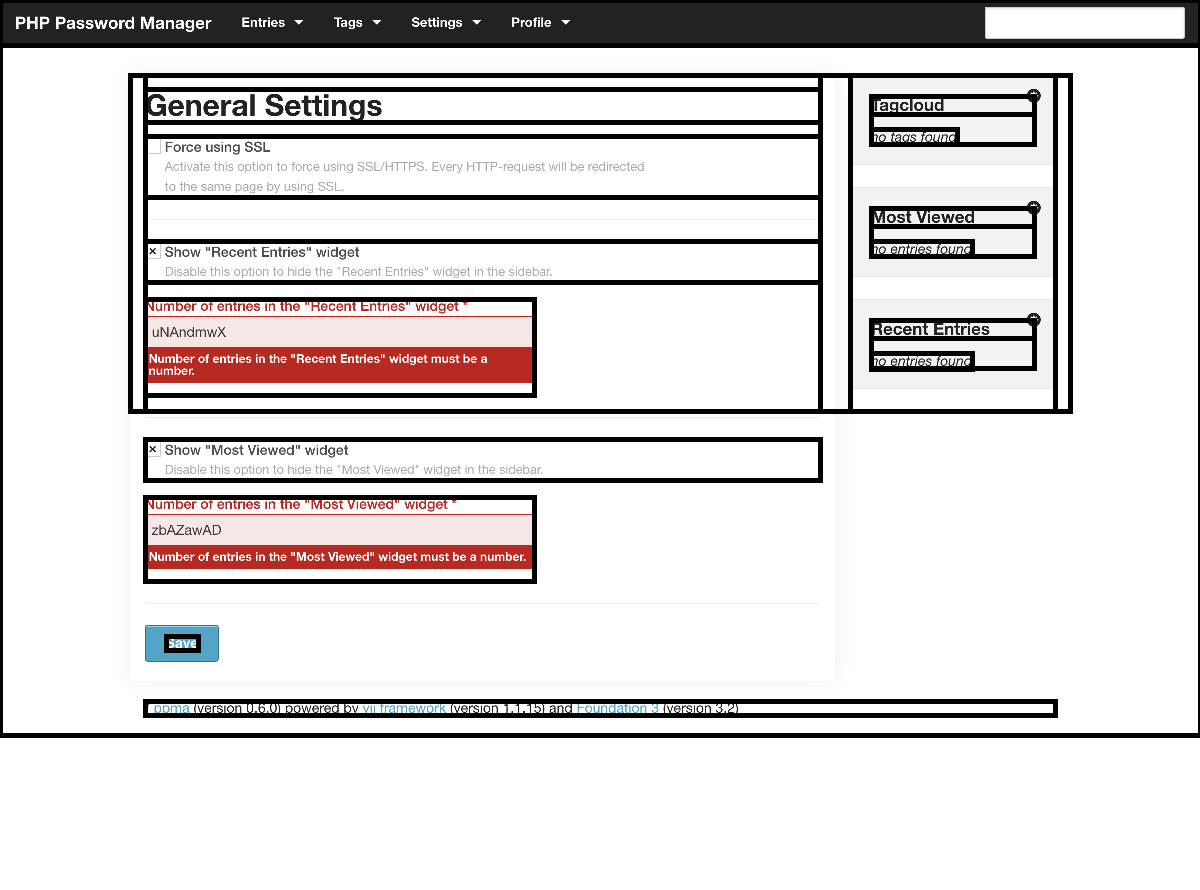 PHP Password Manager Entries Tags Settings Profile
General Settings
Force using SSL
Activate this option to force using SSL/HTTPS. Every HTTP-request will be redirected
to the same page by using SSL.
Show "Recent Entries" widget
Disable this option to hide the "Recent Entries" widget in the sidebar.
Number of entries in the "Recent Entries" widget *
uNAndmwX
Number of entries in the "Recent Entries" widget must be a
number.
Show "Most Viewed" widget
Disable this option to hide the "Most Viewed" widget in the sidebar.
Number of entries in the "Most Viewed" widget *
zbAZawAD
Number of entries in the "Most Viewed" widget must be a number.
Save
Tagcloud
no tags found
Most Viewed
no entries found
Recent Entries
no entries found
ppma (version 0.6.0) powered by yii framework (version 1.1.15) and Foundation 3 (version 3.2)